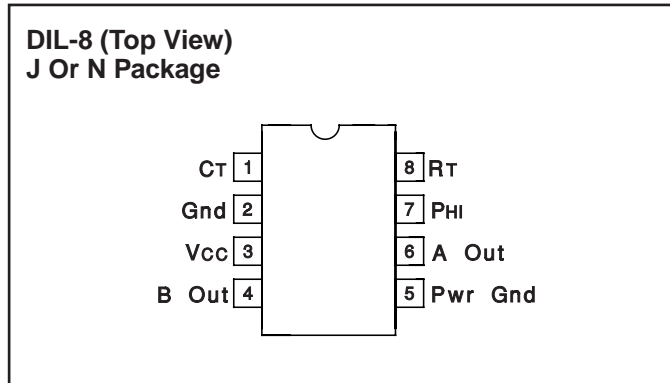 DIL-8 (Top View)
J Or N Package
CT 1 8 RT
Gnd 2 7 PHI
Vcc 3 6 A Out
B Out 4 5 Pwr Gnd